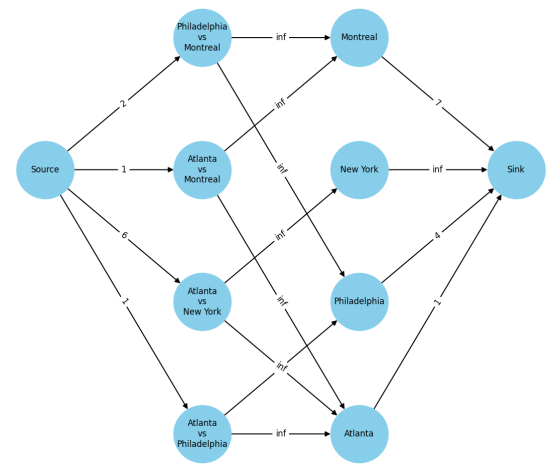 Philadelphia
vs
Montreal
inf
Montreal
2
inf
7
Source
1
Atlanta
vs
Montreal
inf
New York
inf
Sink
6
inf
4
1
Atlanta
vs
New York
inf
Philadelphia
1
inf
Atlanta
vs
Philadelphia
inf
Atlanta